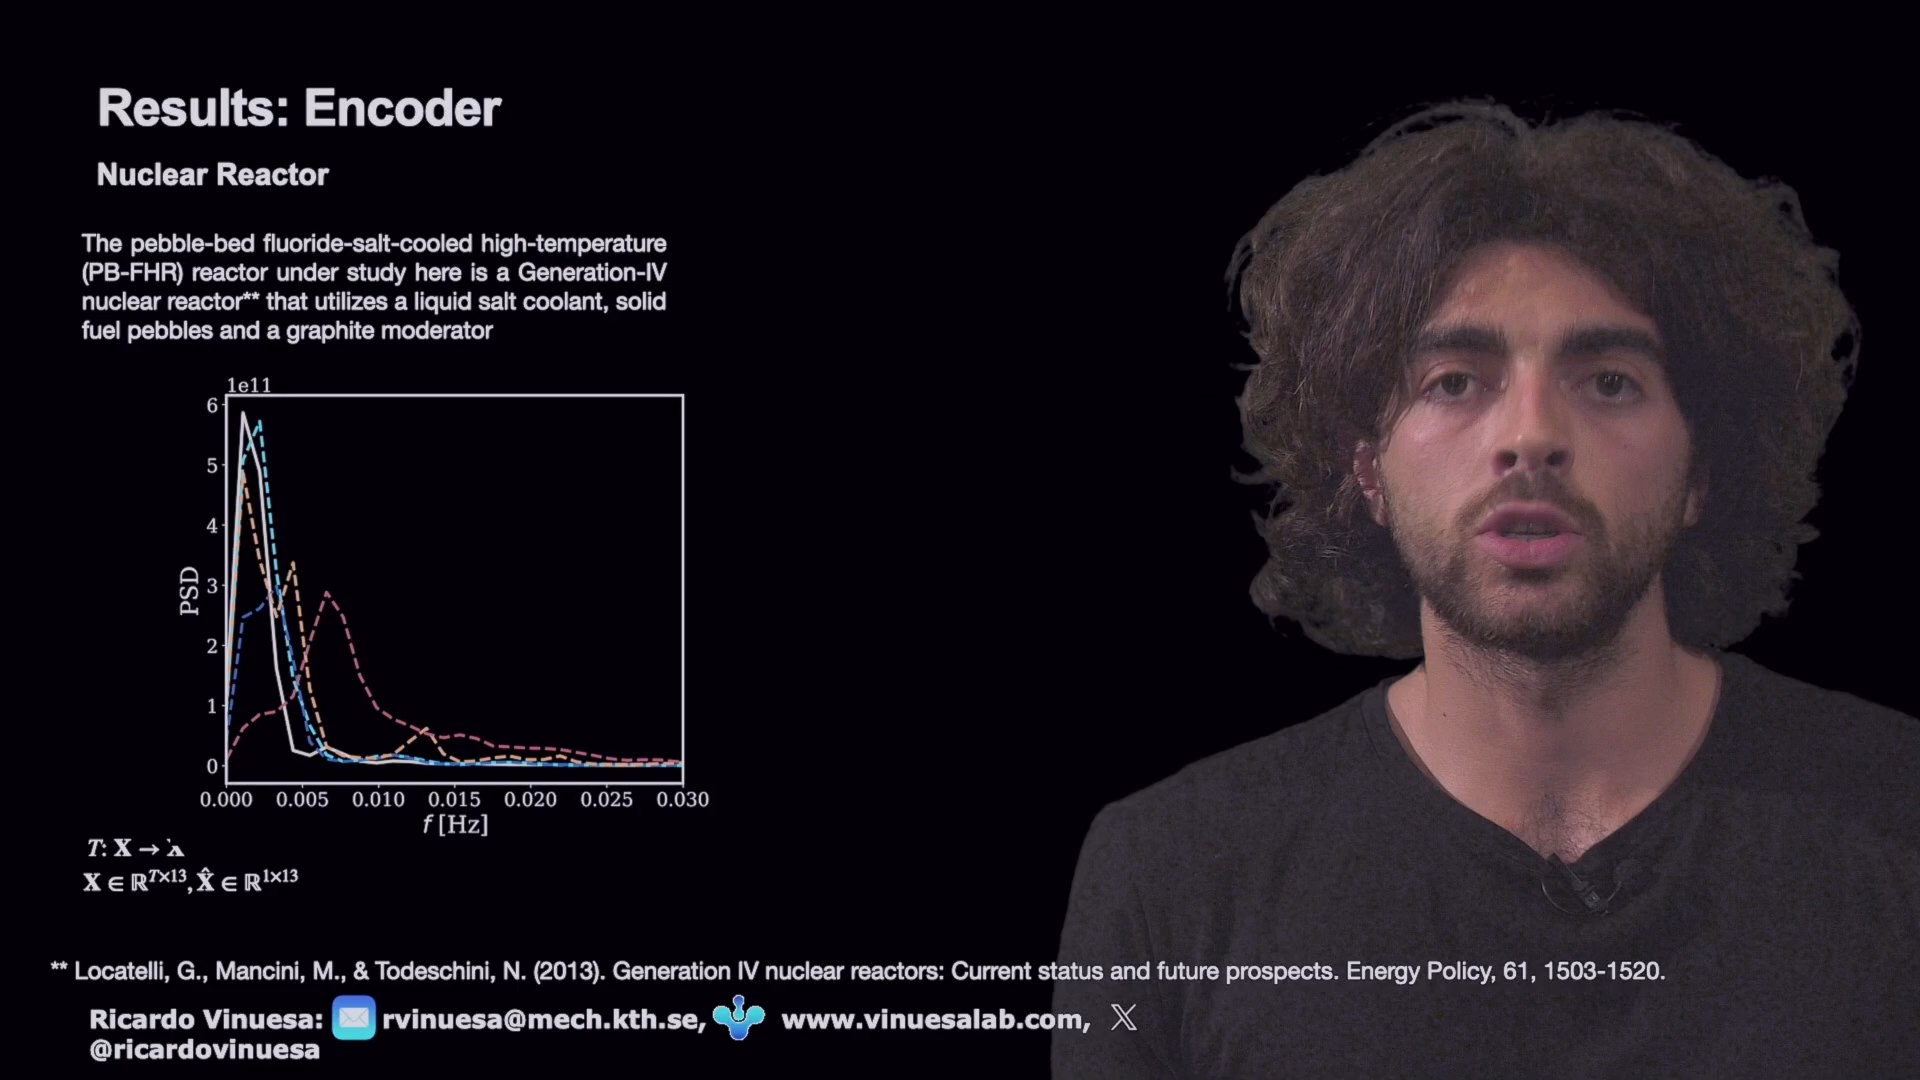 Results: Encoder
Nuclear Reactor
The pebble-bed fluoride-salt-cooled high-temperature
(PB-FHR) reactor under study here is a Generation-IV
nuclear reactor** that utilizes a liquid salt coolant, solid
fuel pebbles and a graphite moderator
1e11
6
5
4
3
2
1
0
PSD
0.000 0.005 0.010 0.015 0.020 0.025 0.030
f [Hz]
T: X →
X ∈ ℝ^{T×13}, X̂ ∈ ℝ^{1×13}
** Locatelli, G., Mancini, M., & Todeschini, N. (2013). Generation IV nuclear reactors: Current status and future prospects. Energy Policy, 61, 1503-1520.
Ricardo Vinuesa: rvinuesa@mech.kth.se, www.vinuesalab.com, X
@ricardovinuesa